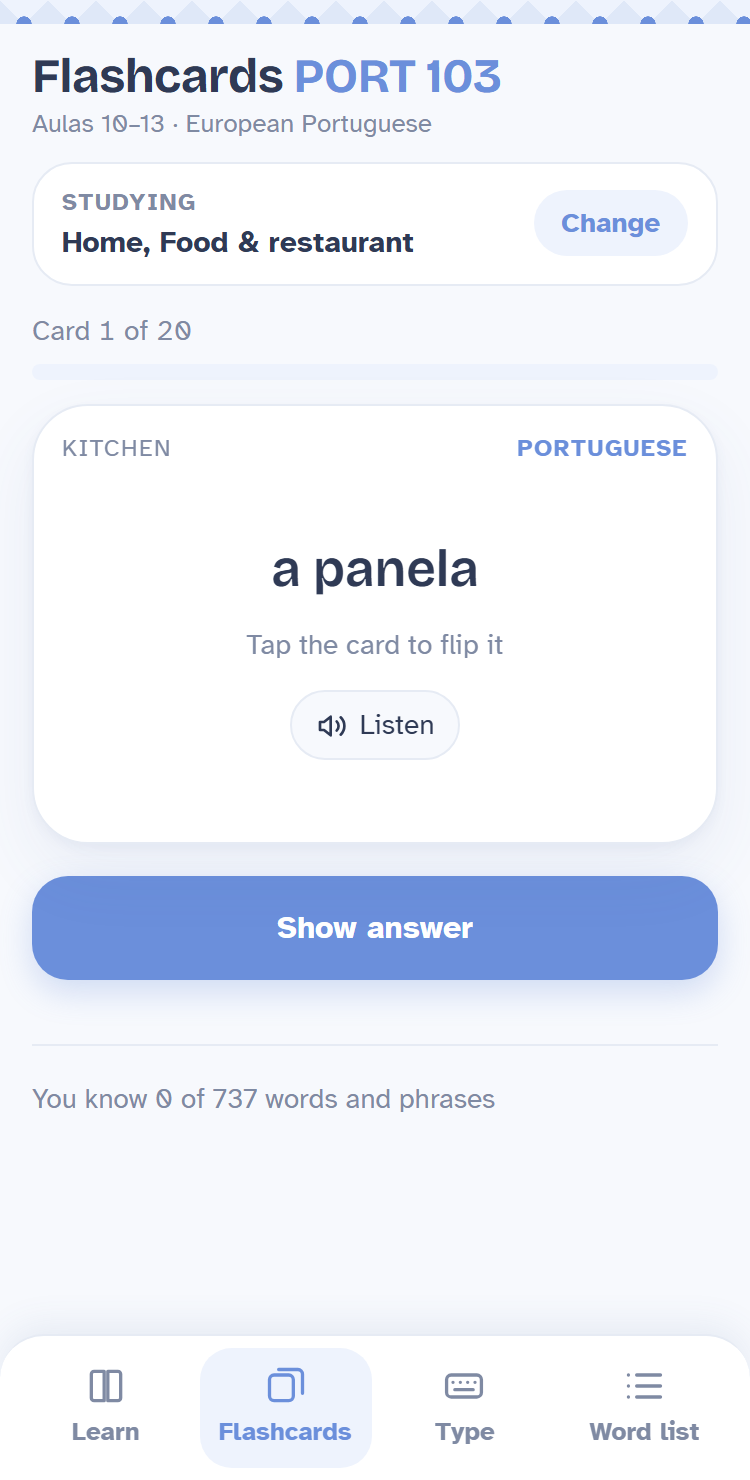 Flashcards PORT 103
Aulas 10–13 · European Portuguese
STUDYING
Home, Food & restaurant
Change
Card 1 of 20
KITCHEN
PORTUGUESE
a panela
Tap the card to flip it
Listen
Show answer
You know 0 of 737 words and phrases
Learn
Flashcards
Type
Word list